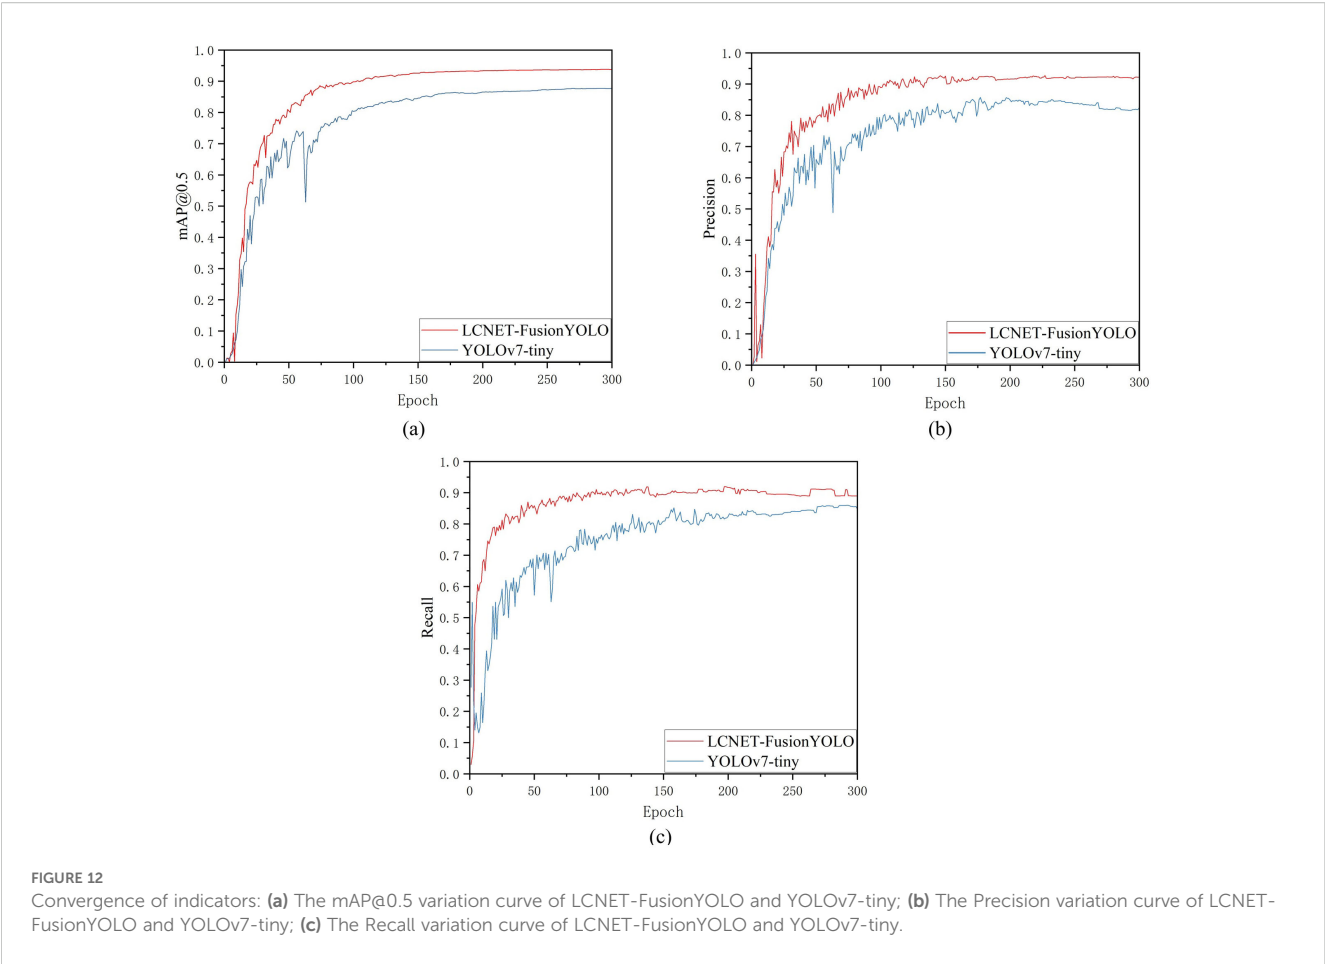 1.0
0.9
0.8
0.7
0.6
0.5
0.4
0.3
0.2
0.1
0.0
mAP@0.5
0 50 100 150 200 250 300
Epoch
LCNET-FusionYOLO
YOLOv7-tiny
(a)
1.0
0.9
0.8
0.7
0.6
0.5
0.4
0.3
0.2
0.1
0.0
Precision
0 50 100 150 200 250 300
Epoch
LCNET-FusionYOLO
YOLOv7-tiny
(b)
1.0
0.9
0.8
0.7
0.6
0.5
0.4
0.3
0.2
0.1
0.0
Recall
0 50 100 150 200 250 300
Epoch
LCNET-FusionYOLO
YOLOv7-tiny
(c)
FIGURE 12
Convergence of indicators: (a) The mAP@0.5 variation curve of LCNET-FusionYOLO and YOLOv7-tiny; (b) The Precision variation curve of LCNET-
FusionYOLO and YOLOv7-tiny; (c) The Recall variation curve of LCNET-FusionYOLO and YOLOv7-tiny.